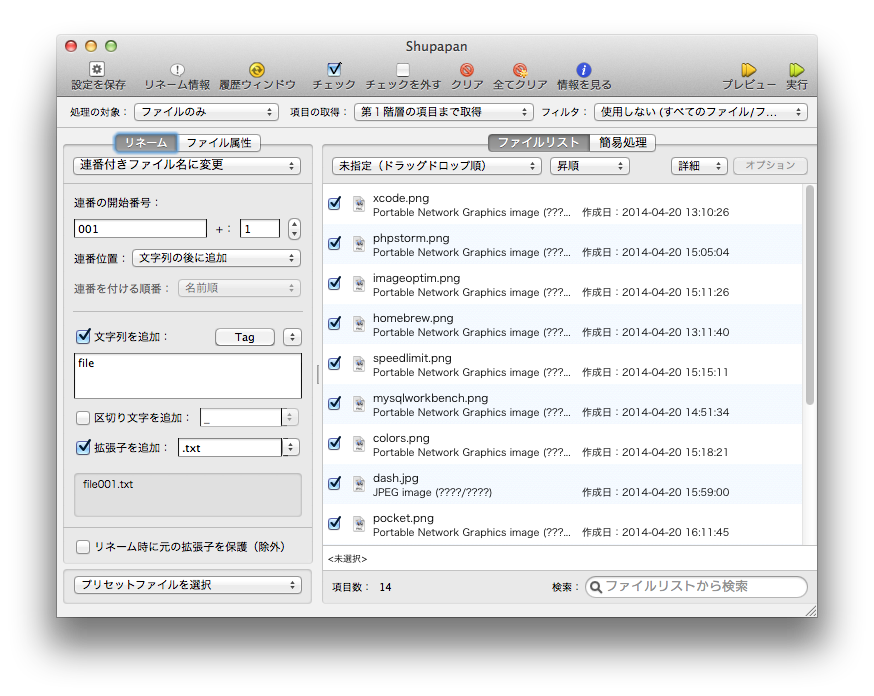 Shupapan
設定を保存 リネーム情報 履歴ウィンドウ チェック チェックを外す クリア 全てクリア 情報を見る プレビュー 実行
処理の対象： ファイルのみ 項目の取得： 第１階層の項目まで取得 フィルタ： 使用しない (すべてのファイル/フ...
リネーム ファイル属性
連番付きファイル名に変更
連番の開始番号：
001 +： 1
連番位置： 文字列の後に追加
連番を付ける順番： 名前順
文字列を追加： Tag
file
区切り文字を追加： _
拡張子を追加： .txt
file001.txt
リネーム時に元の拡張子を保護（除外）
プリセットファイルを選択
ファイルリスト 簡易処理
未指定（ドラッグドロップ順） 昇順 詳細 オプション
xcode.png
Portable Network Graphics image (???... 作成日：2014-04-20 13:10:26
phpstorm.png
Portable Network Graphics image (???... 作成日：2014-04-20 15:05:04
imageoptim.png
Portable Network Graphics image (???... 作成日：2014-04-20 15:11:26
homebrew.png
Portable Network Graphics image (???... 作成日：2014-04-20 13:11:40
speedlimit.png
Portable Network Graphics image (???... 作成日：2014-04-20 15:15:11
mysqlworkbench.png
Portable Network Graphics image (???... 作成日：2014-04-20 14:51:34
colors.png
Portable Network Graphics image (???... 作成日：2014-04-20 15:18:21
dash.jpg
JPEG image (????/????) 作成日：2014-04-20 15:59:00
pocket.png
Portable Network Graphics image (???... 作成日：2014-04-20 16:11:45
<未選択>
項目数： 14 検索： ファイルリストから検索